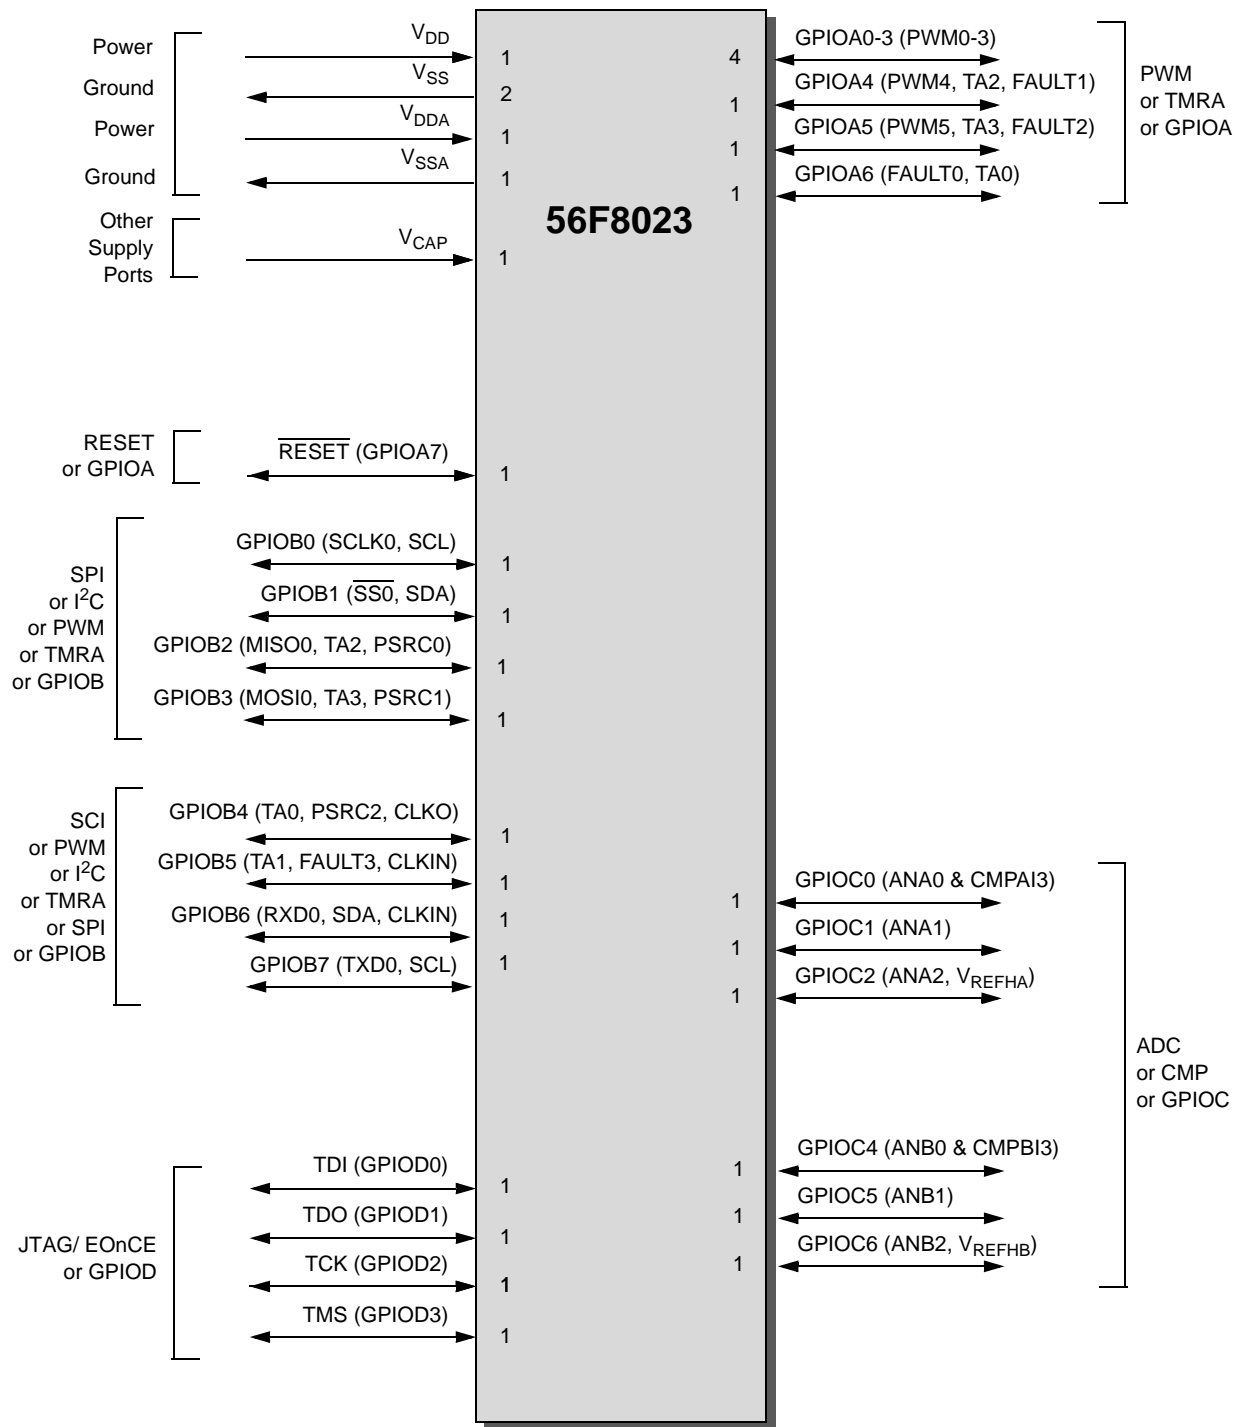 Power
V_DD
1
Ground
V_SS
2
Power
V_DDA
1
Ground
V_SSA
1
Other
Supply
Ports
V_CAP
1
RESET
or GPIOA
RESET (GPIOA7)
1
SPI
or I²C
or PWM
or TMRA
or GPIOB
GPIOB0 (SCLK0, SCL)
1
GPIOB1 (SS0, SDA)
1
GPIOB2 (MISO0, TA2, PSRC0)
1
GPIOB3 (MOSI0, TA3, PSRC1)
1
SCI
or PWM
or I²C
or TMRA
or SPI
or GPIOB
GPIOB4 (TA0, PSRC2, CLKO)
1
GPIOB5 (TA1, FAULT3, CLKIN)
1
GPIOB6 (RXD0, SDA, CLKIN)
1
GPIOB7 (TXD0, SCL)
1
JTAG/ EOnCE
or GPIOD
TDI (GPIOD0)
1
TDO (GPIOD1)
1
TCK (GPIOD2)
1
TMS (GPIOD3)
1
56F8023
4
GPIOA0-3 (PWM0-3)
1
GPIOA4 (PWM4, TA2, FAULT1)
1
GPIOA5 (PWM5, TA3, FAULT2)
1
GPIOA6 (FAULT0, TA0)
PWM
or TMRA
or GPIOA
1
GPIOC0 (ANA0 & CMPAI3)
1
GPIOC1 (ANA1)
1
GPIOC2 (ANA2, V_REFHA)
1
GPIOC4 (ANB0 & CMPBI3)
1
GPIOC5 (ANB1)
1
GPIOC6 (ANB2, V_REFHB)
ADC
or CMP
or GPIOC